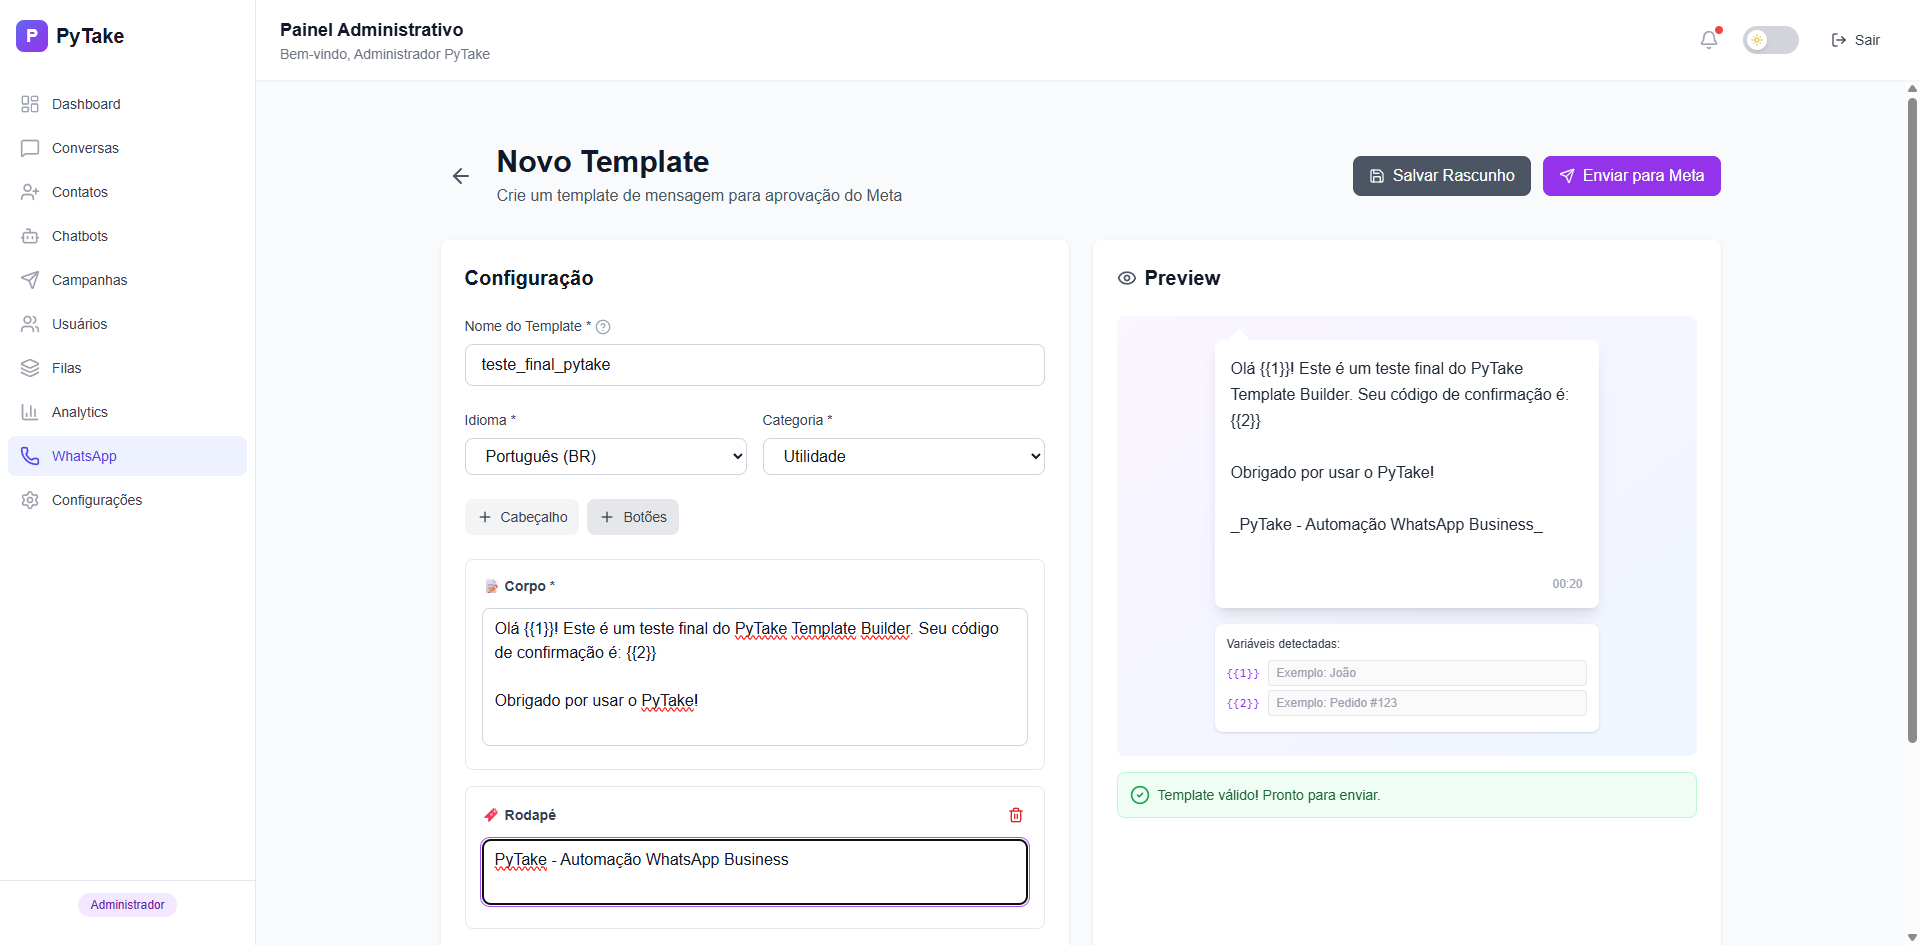 P PyTake
Dashboard
Conversas
Contatos
Chatbots
Campanhas
Usuários
Filas
Analytics
WhatsApp
Configurações
Administrador
Painel Administrativo
Bem-vindo, Administrador PyTake
Sair
Novo Template
Crie um template de mensagem para aprovação do Meta
Salvar Rascunho
Enviar para Meta
Configuração
Nome do Template * ?
teste_final_pytake
Idioma * Categoria *
Português (BR) Utilidade
+ Cabeçalho + Botões
Corpo *
Olá {{1}}! Este é um teste final do PyTake Template Builder. Seu código
de confirmação é: {{2}}
Obrigado por usar o PyTake!
Rodapé
PyTake - Automação WhatsApp Business
Preview
Olá {{1}}! Este é um teste final do PyTake
Template Builder. Seu código de confirmação é:
{{2}}
Obrigado por usar o PyTake!
_PyTake - Automação WhatsApp Business_
00:20
Variáveis detectadas:
{{1}} Exemplo: João
{{2}} Exemplo: Pedido #123
Template válido! Pronto para enviar.